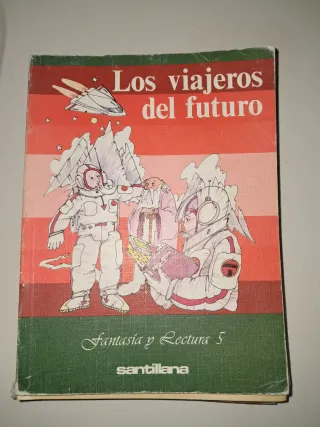 Los viajeros
del futuro
Fantasía y Lectura 5
santillana